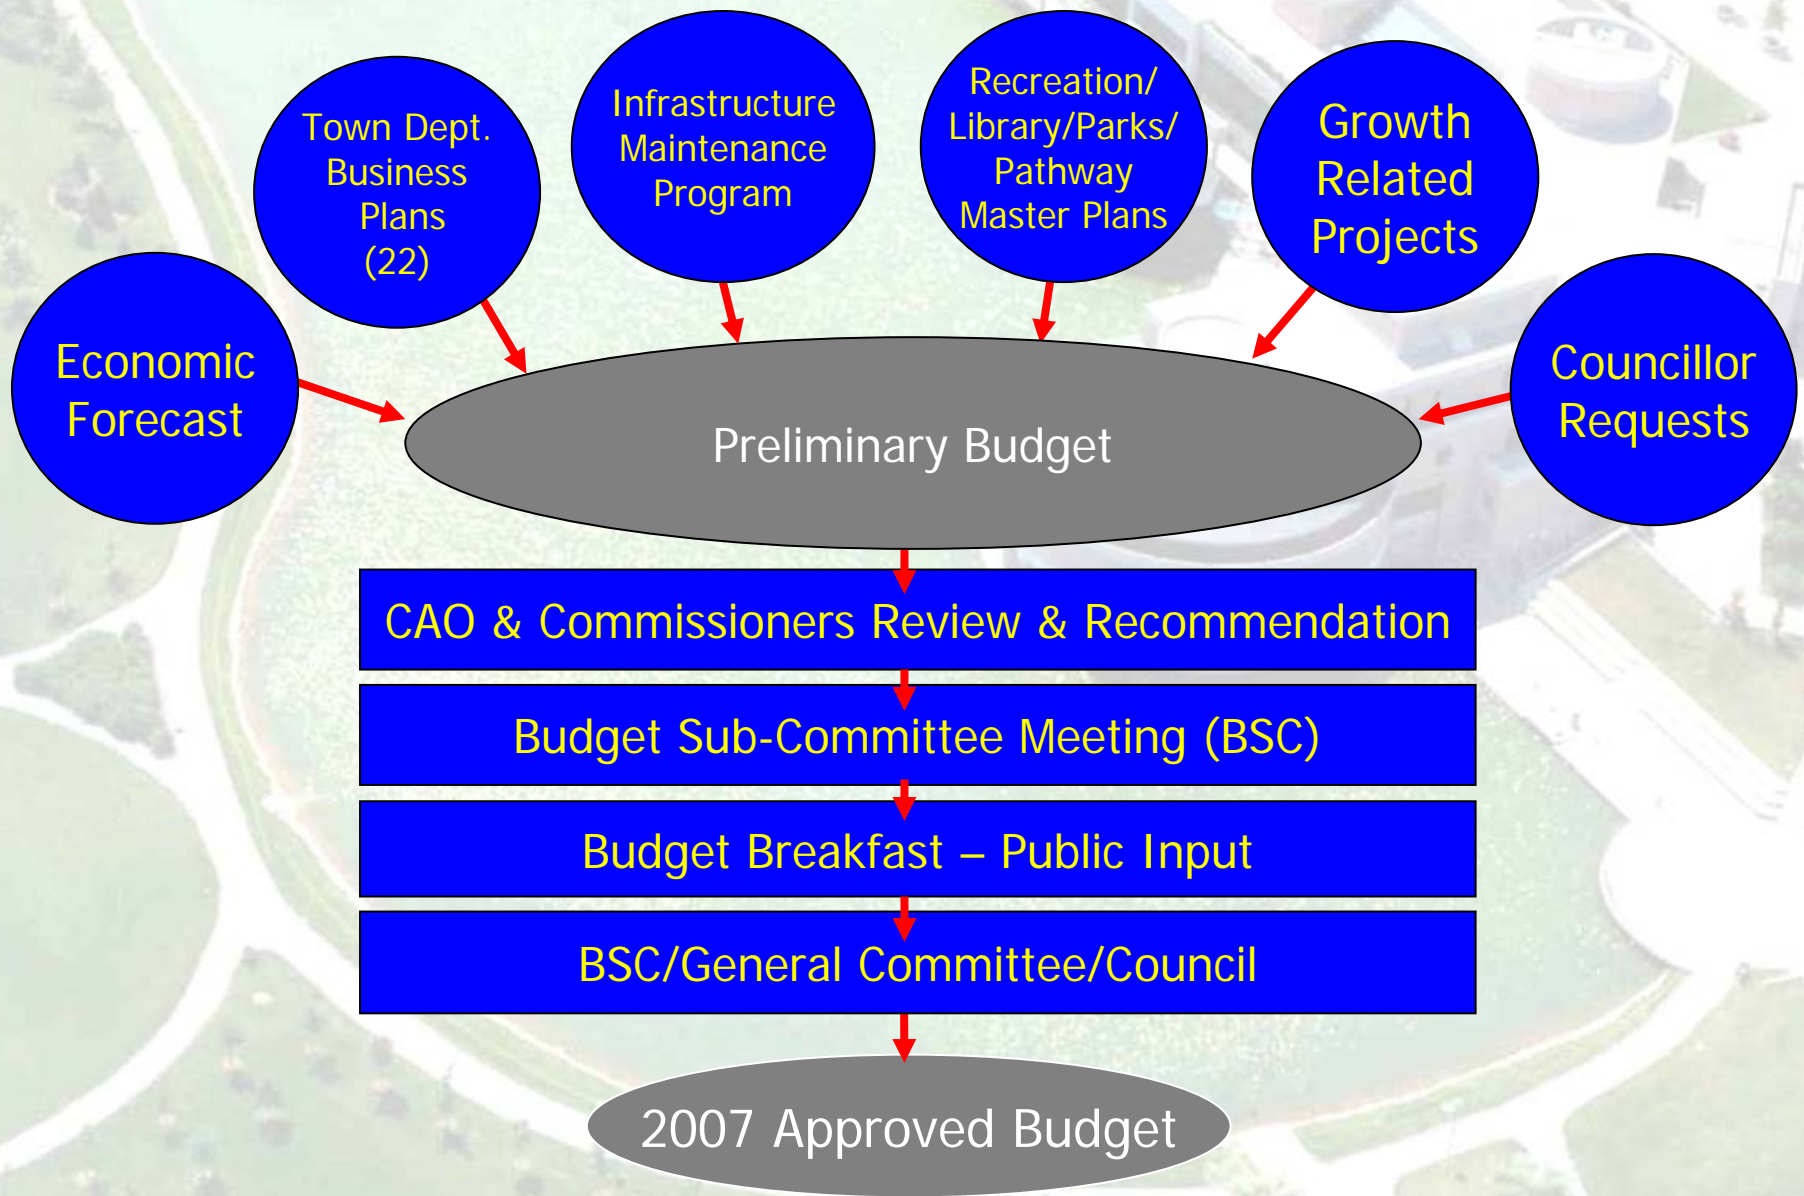 Economic
Forecast
Town Dept.
Business
Plans
(22)
Infrastructure
Maintenance
Program
Recreation/
Library/Parks/
Pathway
Master Plans
Growth
Related
Projects
Councillor
Requests
Preliminary Budget
CAO & Commissioners Review & Recommendation
Budget Sub-Committee Meeting (BSC)
Budget Breakfast – Public Input
BSC/General Committee/Council
2007 Approved Budget